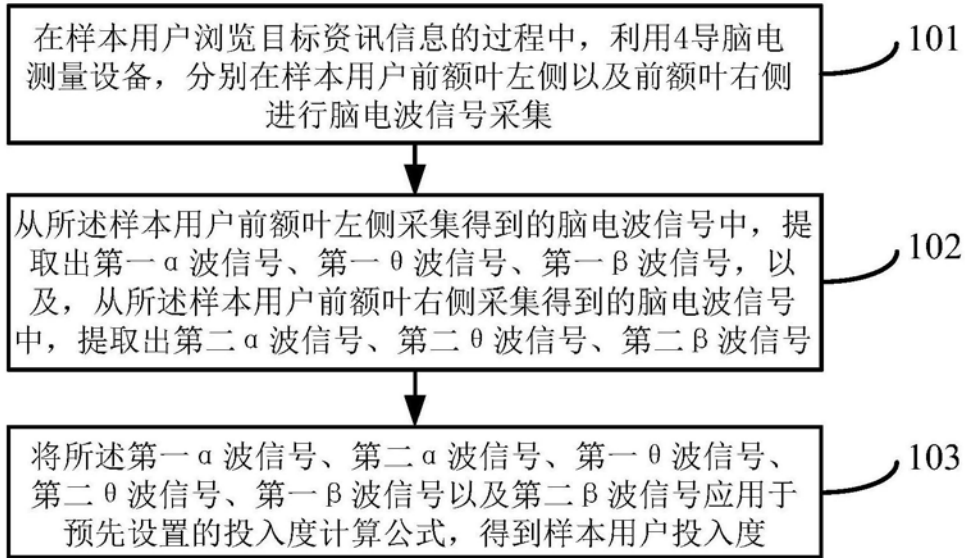 在样本用户浏览目标资讯信息的过程中，利用4导脑电
测量设备，分别在样本用户前额叶左侧以及前额叶右侧
进行脑电波信号采集
101
从所述样本用户前额叶左侧采集得到的脑电波信号中，提
取出第一α波信号、第一θ波信号、第一β波信号，以
及，从所述样本用户前额叶右侧采集得到的脑电波信号
中，提取出第二α波信号、第二θ波信号、第二β波信号
102
将所述第一α波信号、第二α波信号、第一θ波信号、
第二θ波信号、第一β波信号以及第二β波信号应用于
预先设置的投入度计算公式，得到样本用户投入度
103